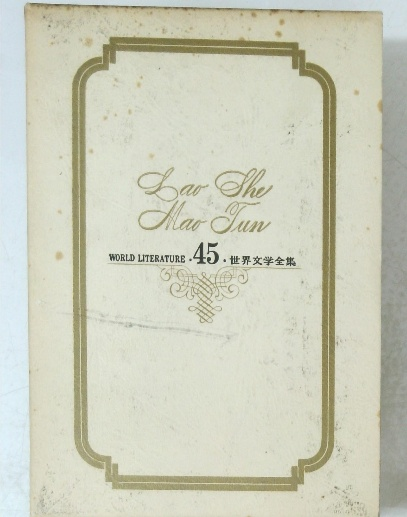 Lao She
Mao Tun
WORLD LITERATURE ·45· 世界文学全集